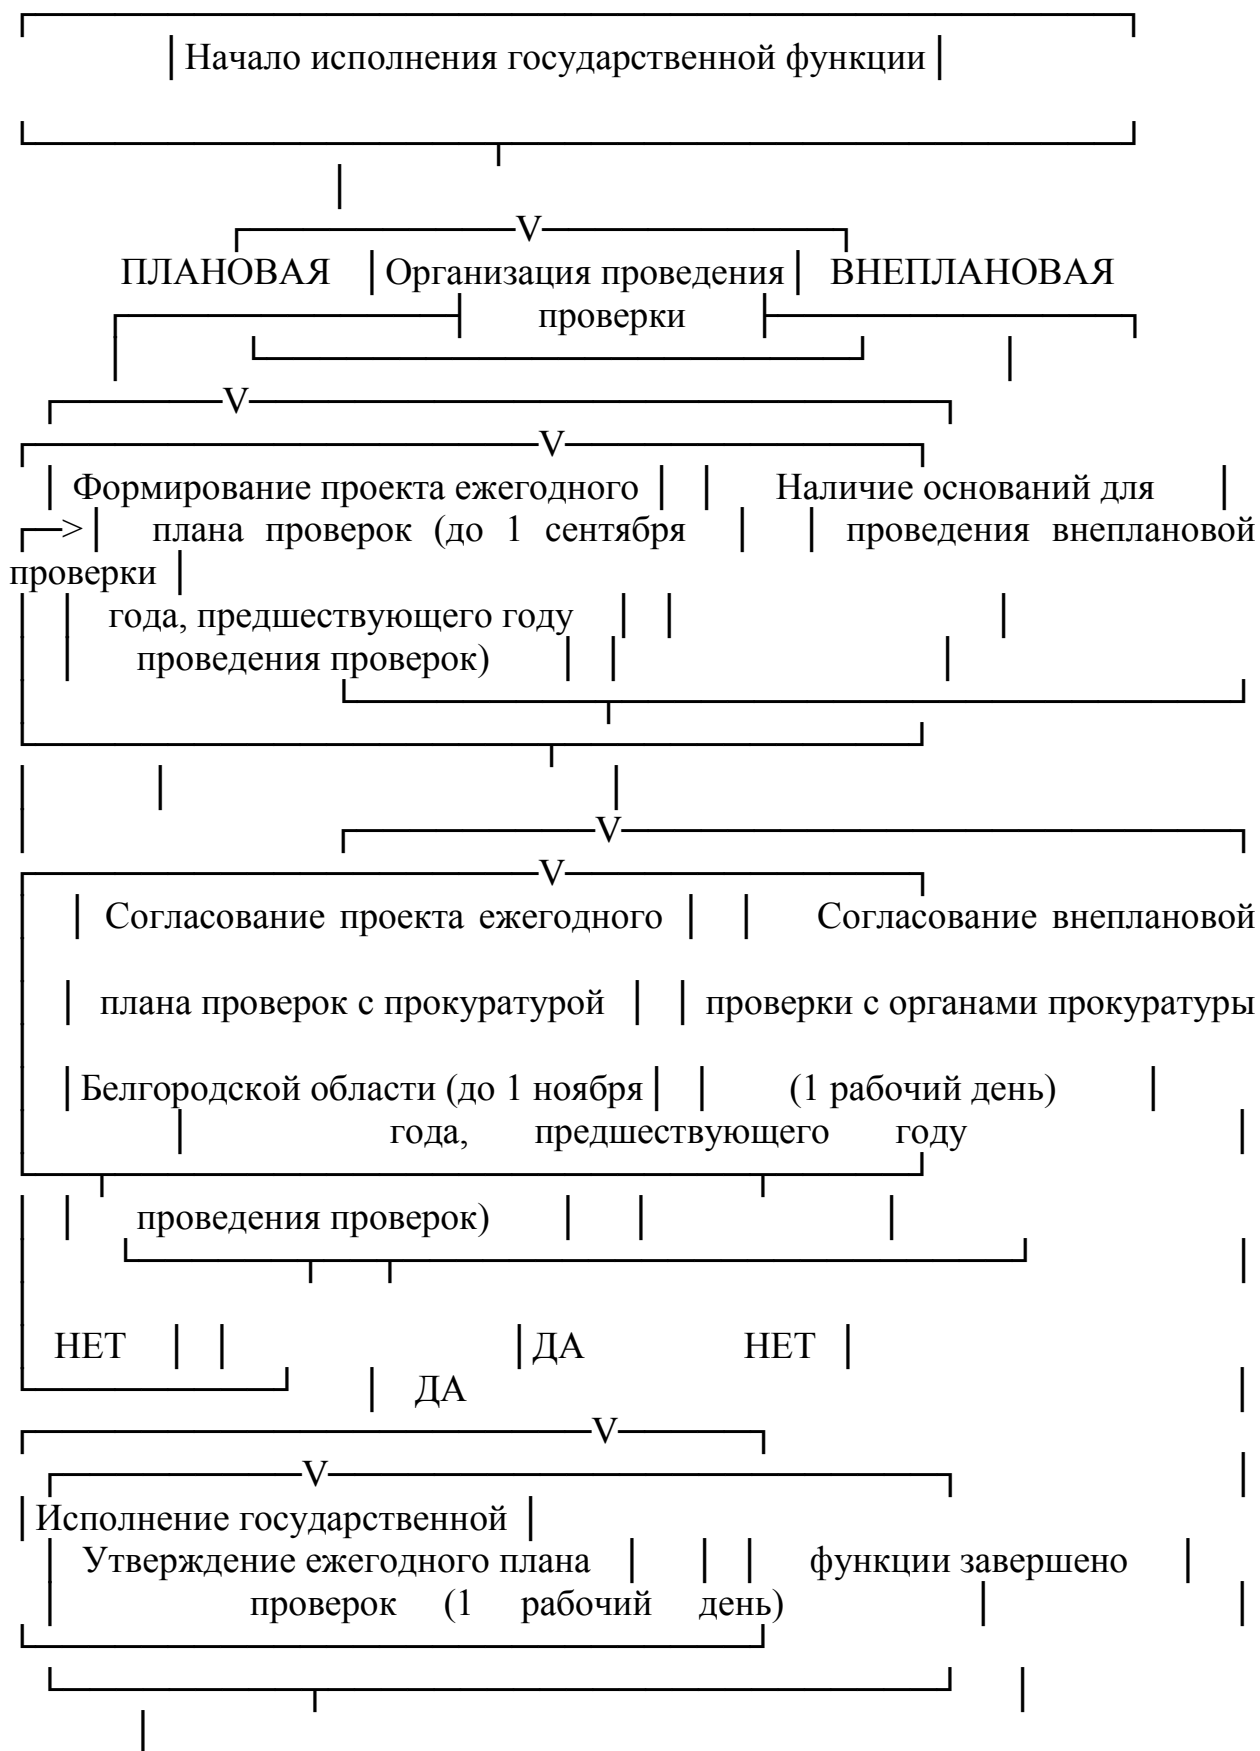 Начало исполнения государственной функции
V
ПЛАНОВАЯ Организация проведения ВНЕПЛАНОВАЯ
проверки
V
V
Формирование проекта ежегодного Наличие оснований для
> плана проверок (до 1 сентября проведения внеплановой
проверки
года, предшествующего году
проведения проверок)
V
V
Согласование проекта ежегодного Согласование внеплановой
плана проверок с прокуратурой проверки с органами прокуратуры
Белгородской области (до 1 ноября (1 рабочий день)
года, предшествующего году
проведения проверок)
НЕТ ДА НЕТ
ДА
V
V
Исполнение государственной
Утверждение ежегодного плана функции завершено
проверок (1 рабочий день)